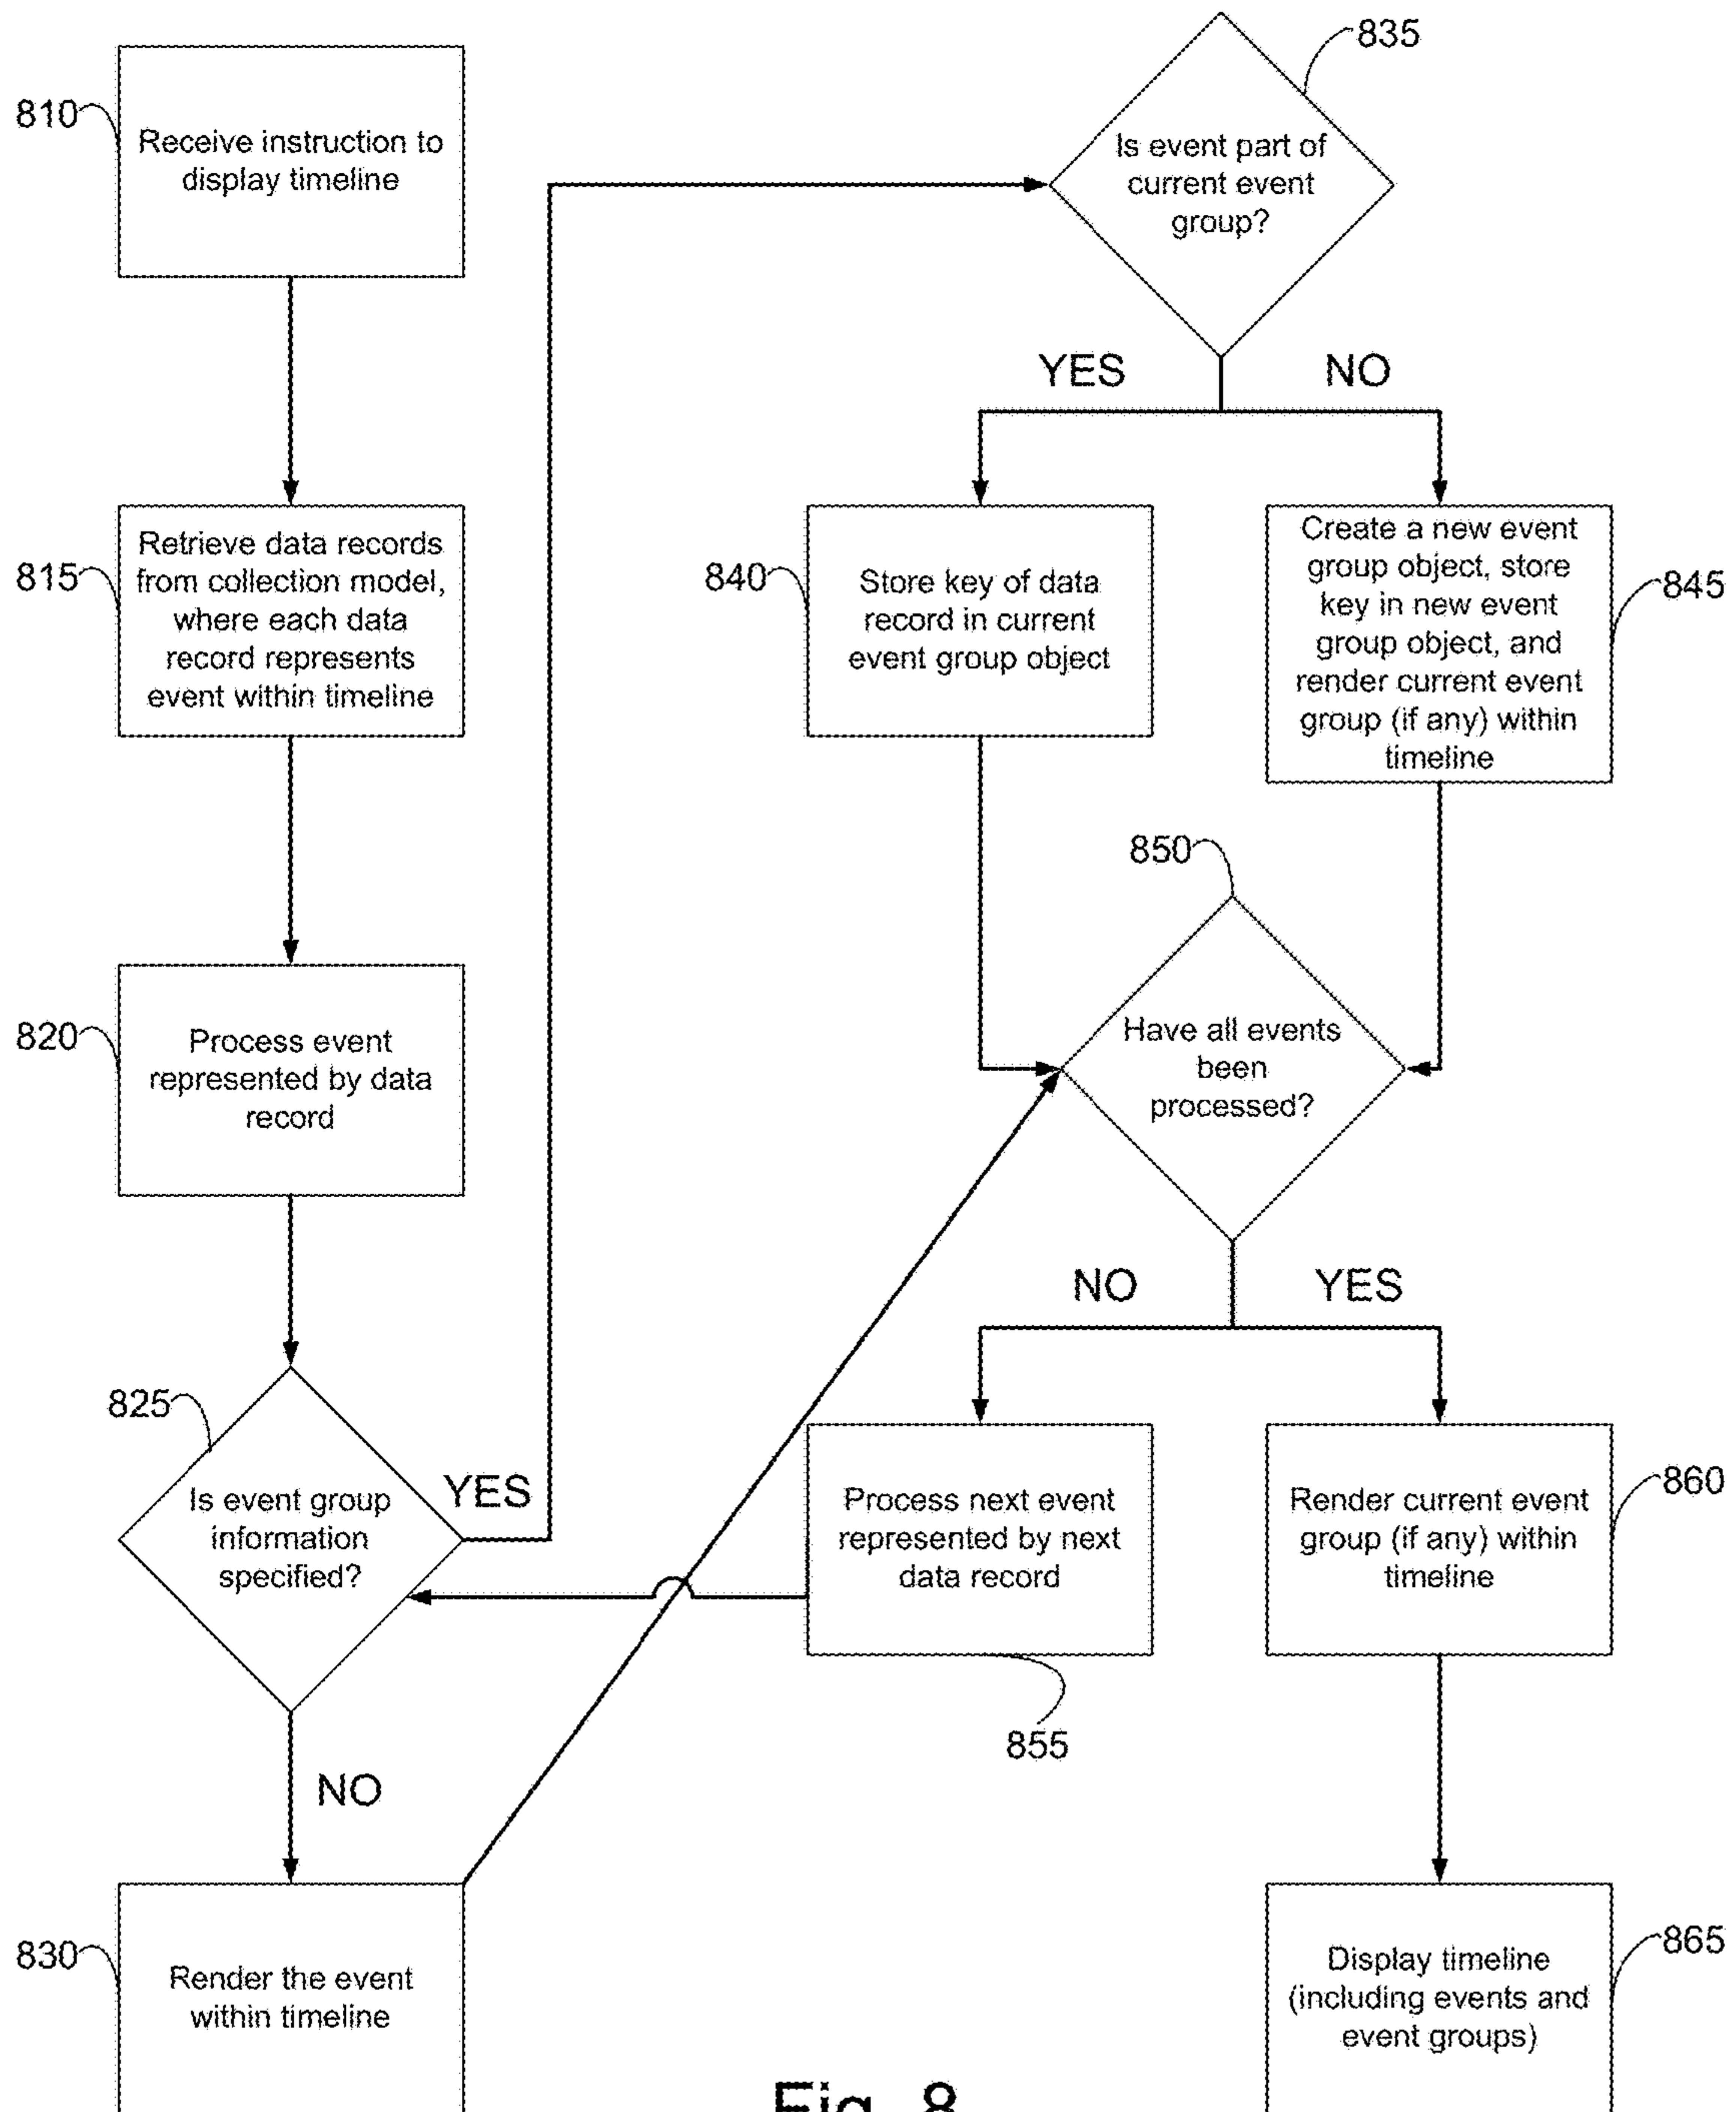 810
Receive instruction to
display timeline
815
Retrieve data records
from collection model,
where each data
record represents
event within timeline
820
Process event
represented by data
record
825
Is event group
information
specified?
YES
NO
830
Render the event
within timeline
835
Is event part of
current event
group?
YES
NO
840
Store key of data
record in current
event group object
845
Create a new event
group object, store
key in new event
group object, and
render current event
group (if any) within
timeline
850
Have all events
been
processed?
NO
YES
855
Process next event
represented by next
data record
860
Render current event
group (if any) within
timeline
865
Display timeline
(including events and
event groups)
Fig. 8